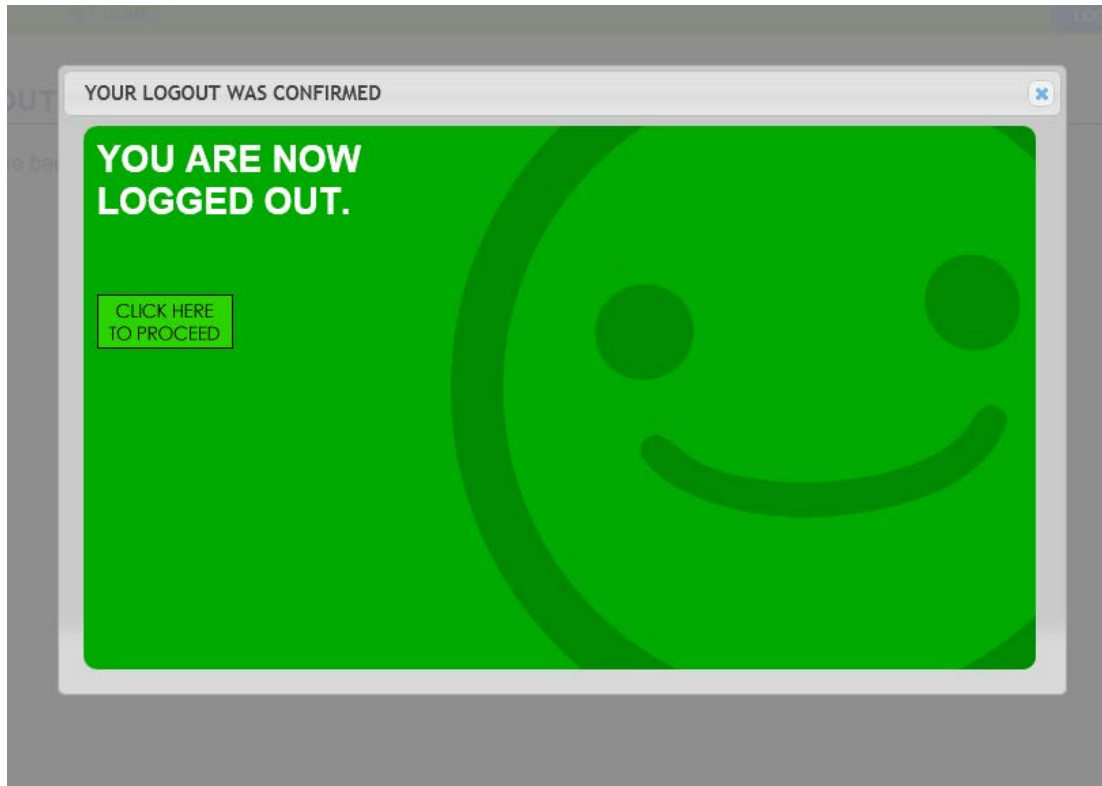 YOUR LOGOUT WAS CONFIRMED
YOU ARE NOW
LOGGED OUT.
CLICK HERE
TO PROCEED